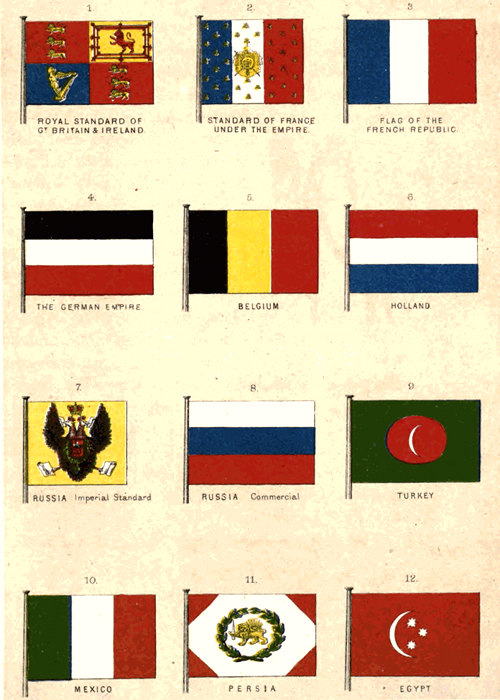 1.
2.
3.
ROYAL STANDARD OF
GT BRITAIN & IRELAND.
STANDARD OF FRANCE
UNDER THE EMPIRE.
FLAG OF THE
FRENCH REPUBLIC.
4.
5.
6.
THE GERMAN EMPIRE.
BELGIUM
HOLLAND.
7.
8.
9
RUSSIA Imperial Standard
RUSSIA Commercial
TURKEY
10.
11.
12.
MEXICO
PERSIA
EGYPT